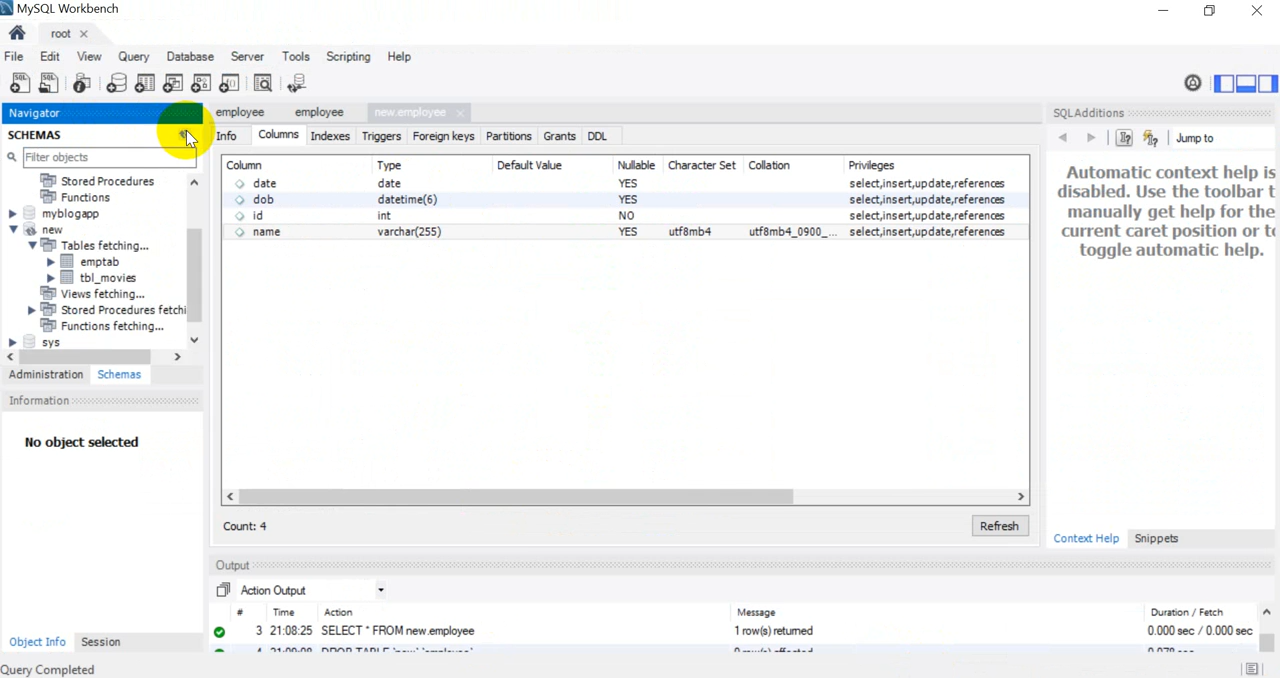 MySQL Workbench
root
File Edit View Query Database Server Tools Scripting Help
Navigator
SCHEMAS
Filter objects
Stored Procedures
Functions
myblogapp
new
Tables fetching...
emptab
tbl_movies
Views fetching...
Stored Procedures fetchi
Functions fetching...
sys
Administration Schemas
Information
No object selected
Object Info Session
Query Completed
employee employee new.employee
Info Columns Indexes Triggers Foreign keys Partitions Grants DDL
Column Type Default Value Nullable Character Set Collation Privileges
date date YES select,insert,update,references
dob datetime(6) YES select,insert,update,references
id int NO select,insert,update,references
name varchar(255) YES utf8mb4 utf8mb4_0900_... select,insert,update,references
Count: 4
Refresh
Output
Action Output
# Time Action Message Duration / Fetch
3 21:08:25 SELECT * FROM new.employee 1 row(s) returned 0.000 sec / 0.000 sec
SQLAdditions
Jump to
Automatic context help is
disabled. Use the toolbar t
manually get help for the
current caret position or to
toggle automatic help.
Context Help Snippets